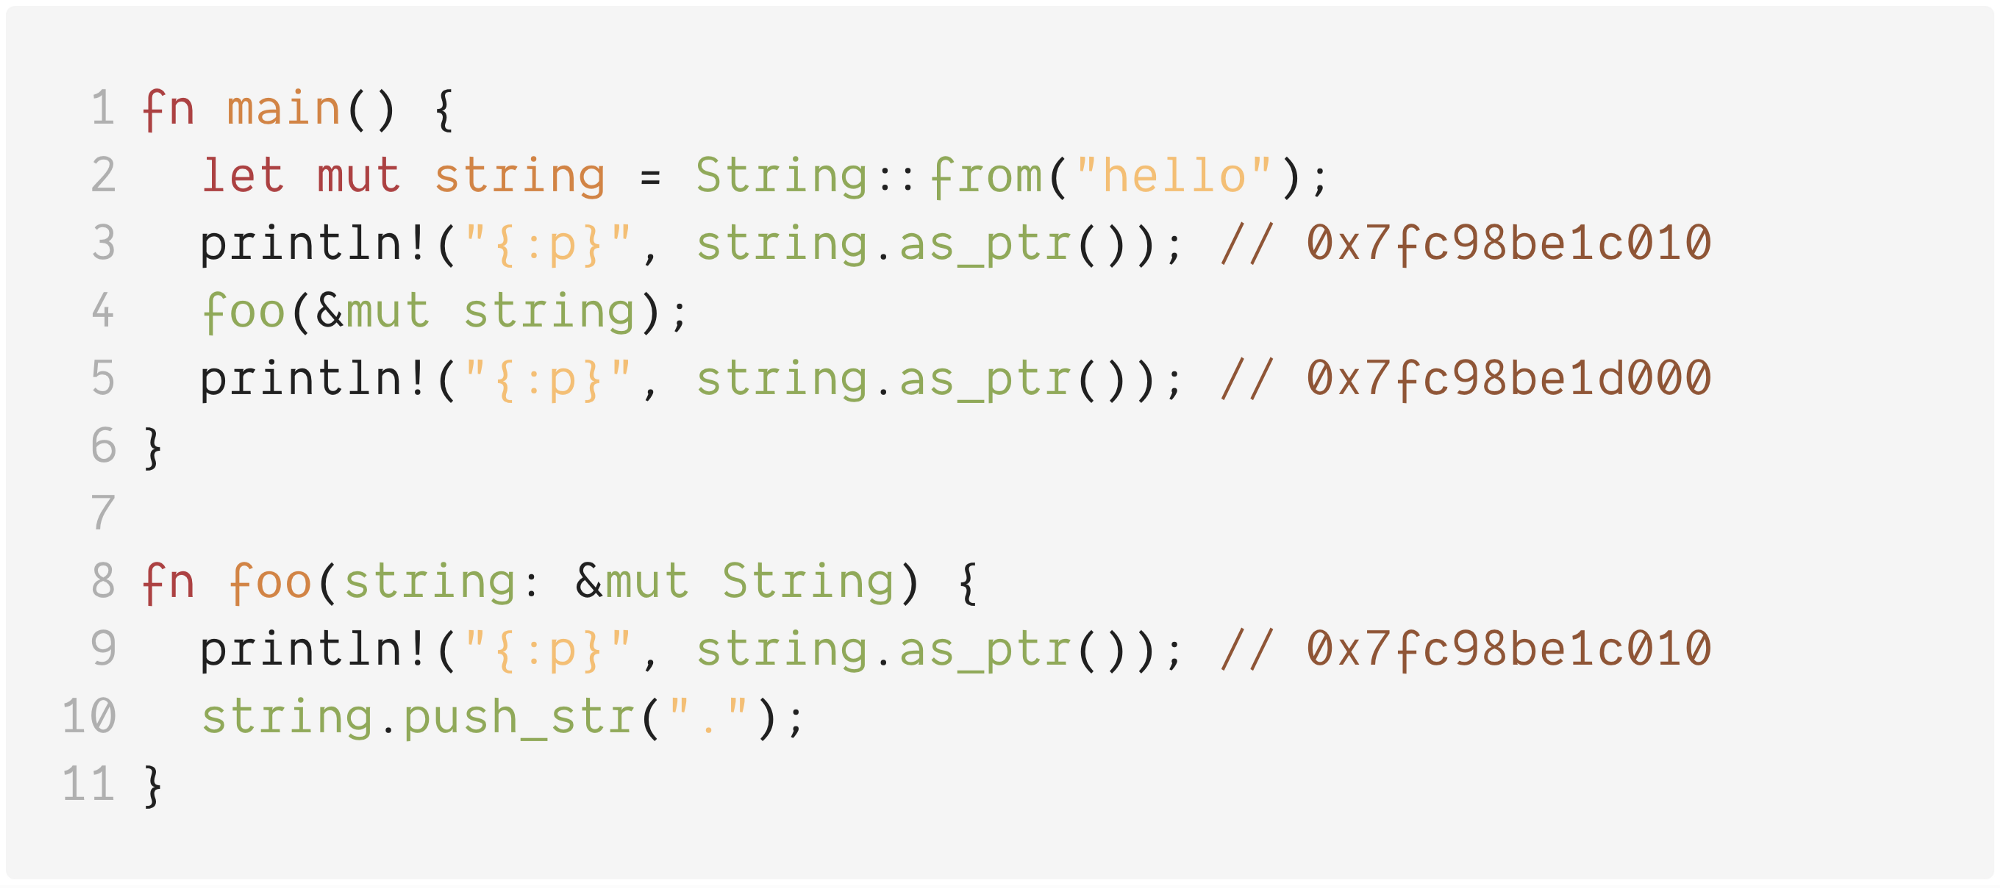 1 fn main() {
2   let mut string = String::from("hello");
3   println!("{:p}", string.as_ptr()); // 0x7fc98be1c010
4   foo(&mut string);
5   println!("{:p}", string.as_ptr()); // 0x7fc98be1d000
6 }
7
8 fn foo(string: &mut String) {
9   println!("{:p}", string.as_ptr()); // 0x7fc98be1c010
10   string.push_str(".");
11 }